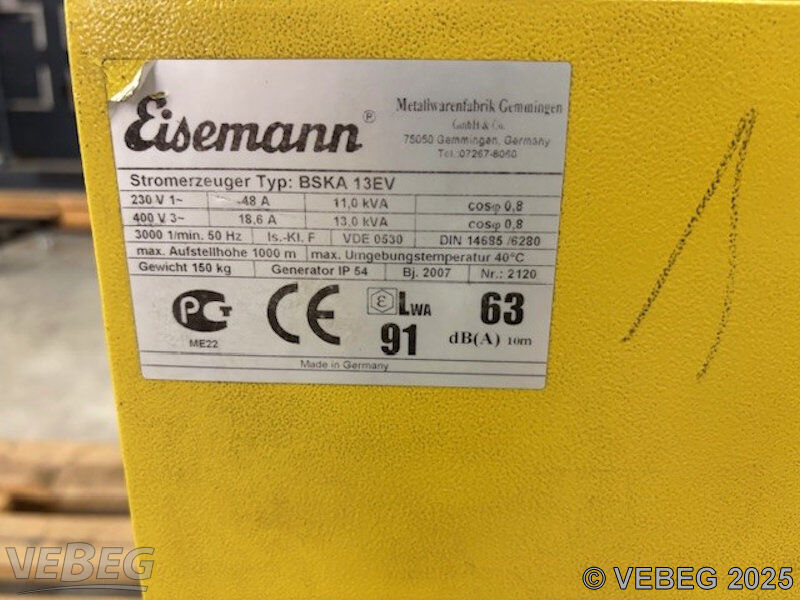 Eisemann®
Metallwarenfabrik Gemmingen
GmbH & Co.
75050 Gemmingen, Germany
Tel.:07267-8060
Stromerzeuger Typ: BSKA 13EV
230 V 1~ 48 A 11,0 kVA cosφ 0,8
400 V 3~ 18,6 A 13,0 kVA cosφ 0,8
3000 1/min. 50 Hz Is.-Kl. F VDE 0530 DIN 14685 /6280
max. Aufstellhöhe 1000 m max. Umgebungstemperatur 40°C
Gewicht 150 kg Generator IP 54 Bj. 2007 Nr.: 2120
PCT
ME22
CE
ε LWA
91
63
dB(A) 10m
Made in Germany
1
VEBEG
© VEBEG 2025